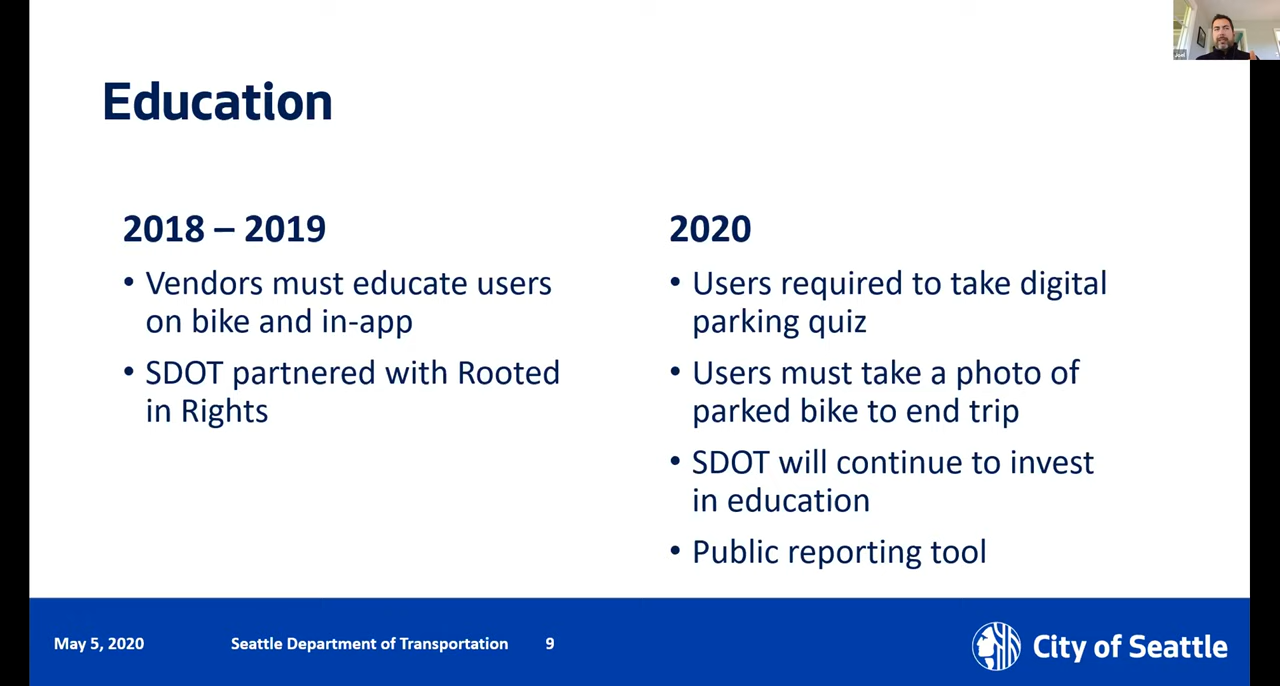 Education
2018 – 2019
• Vendors must educate users
on bike and in-app
• SDOT partnered with Rooted
in Rights
2020
• Users required to take digital
parking quiz
• Users must take a photo of
parked bike to end trip
• SDOT will continue to invest
in education
• Public reporting tool
May 5, 2020
Seattle Department of Transportation
9
City of Seattle